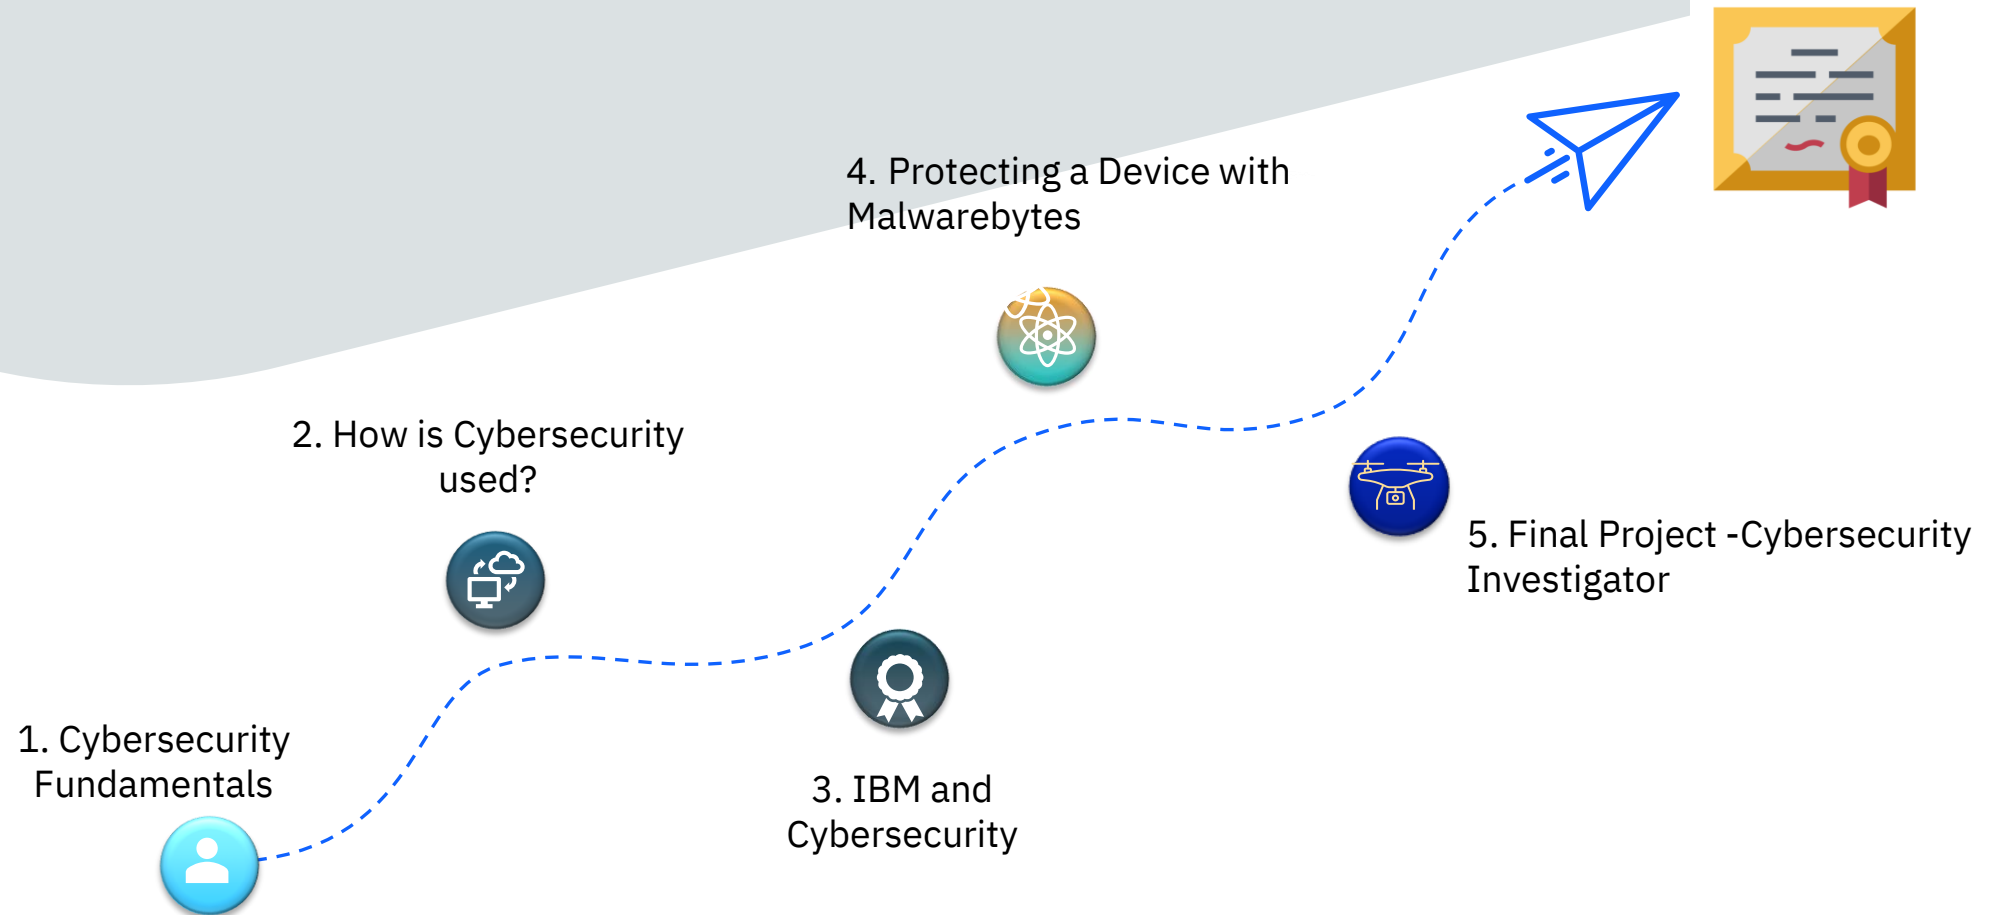 1. Cybersecurity
Fundamentals
2. How is Cybersecurity
used?
3. IBM and
Cybersecurity
4. Protecting a Device with
Malwarebytes
5. Final Project -Cybersecurity
Investigator